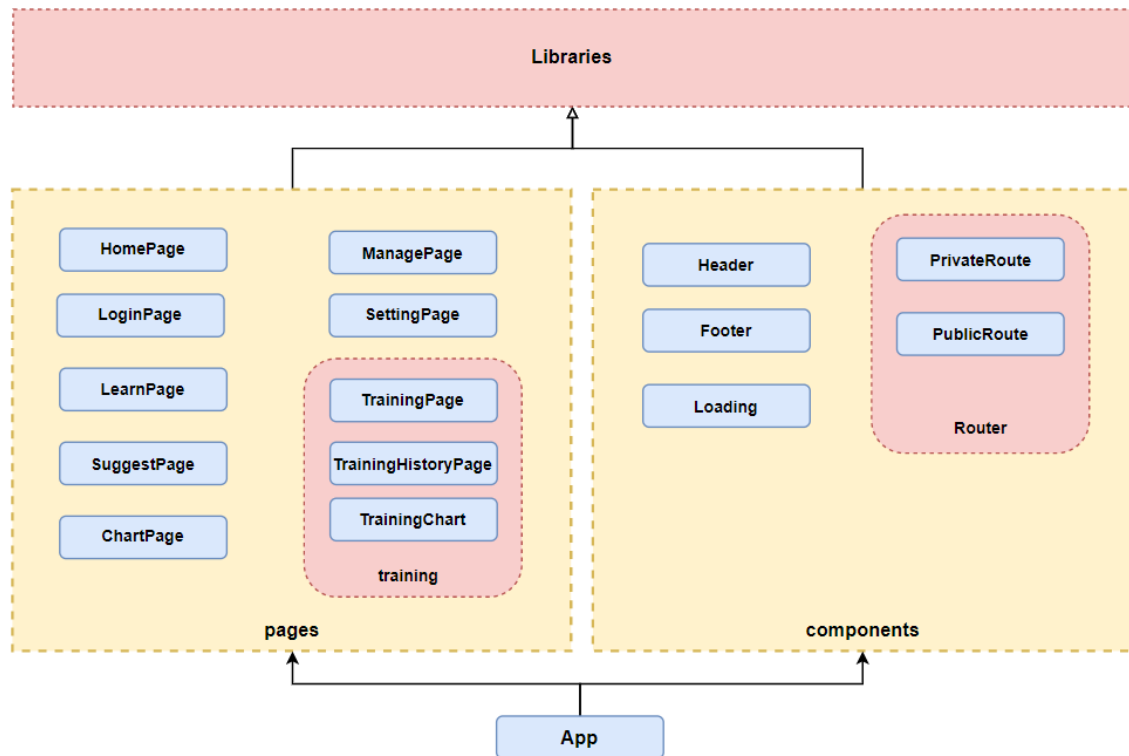 Libraries
HomePage
LoginPage
LearnPage
SuggestPage
ChartPage
ManagePage
SettingPage
TrainingPage
TrainingHistoryPage
TrainingChart
training
pages
Header
Footer
Loading
PrivateRoute
PublicRoute
Router
components
App